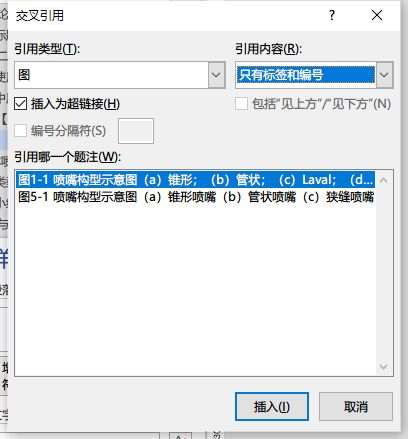 交叉引用
引用类型(T):
引用内容(R):
图
只有标签和编号
插入为超链接(H)
包括“见上方”/“见下方”(N)
编号分隔符(S)
引用哪一个题注(W):
图1-1 喷嘴构型示意图（a）锥形；（b）管状；（c）Laval；（d...
图5-1 喷嘴构型示意图（a）锥形喷嘴（b）管状喷嘴（c）狭缝喷嘴
插入(I)
取消